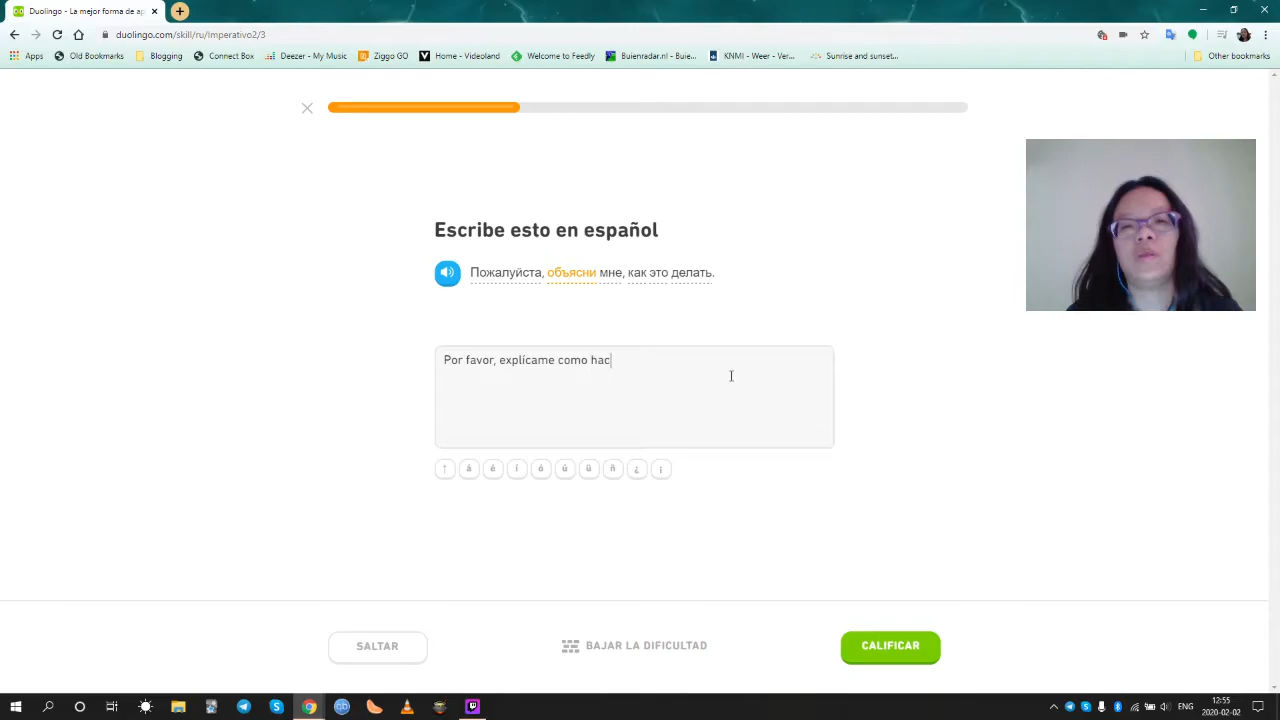 Duolingo - La mejor forma de ap
duolingo.com/skill/ru/Imperativo2/3
Apps
Old Bookmarks
Blogging
Connect Box
Deezer - My Music
Ziggo GO
Home - Videoland
Welcome to Feedly
Buienradar.nl - Buie...
KNMI - Weer - Ver...
Sunrise and sunset...
Other bookmarks
Escribe esto en español
Пожалуйста, объясни мне, как это делать.
Por favor, explícame como hac
↑ á é í ó ú ü ñ ¿ ¡
SALTAR
BAJAR LA DIFICULTAD
CALIFICAR
ENG
12:55
2020-02-02